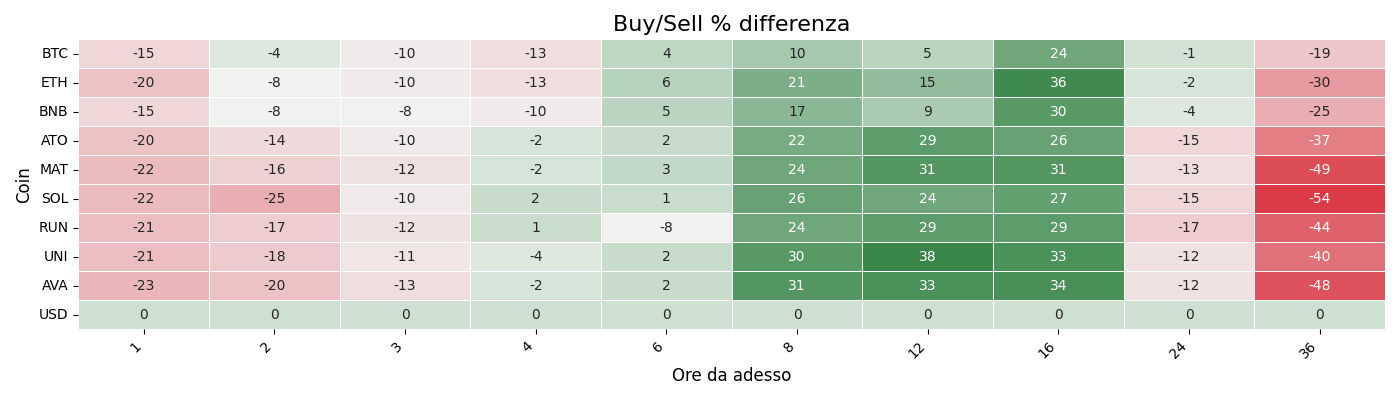 Buy/Sell % differenza
Coin
BTC -15 -4 -10 -13 4 10 5 24 -1 -19
ETH -20 -8 -10 -13 6 21 15 36 -2 -30
BNB -15 -8 -8 -10 5 17 9 30 -4 -25
ATO -20 -14 -10 -2 2 22 29 26 -15 -37
MAT -22 -16 -12 -2 3 24 31 31 -13 -49
SOL -22 -25 -10 2 1 26 24 27 -15 -54
RUN -21 -17 -12 1 -8 24 29 29 -17 -44
UNI -21 -18 -11 -4 2 30 38 33 -12 -40
AVA -23 -20 -13 -2 2 31 33 34 -12 -48
USD 0 0 0 0 0 0 0 0 0 0
1 2 3 4 6 8 12 16 24 36
Ore da adesso